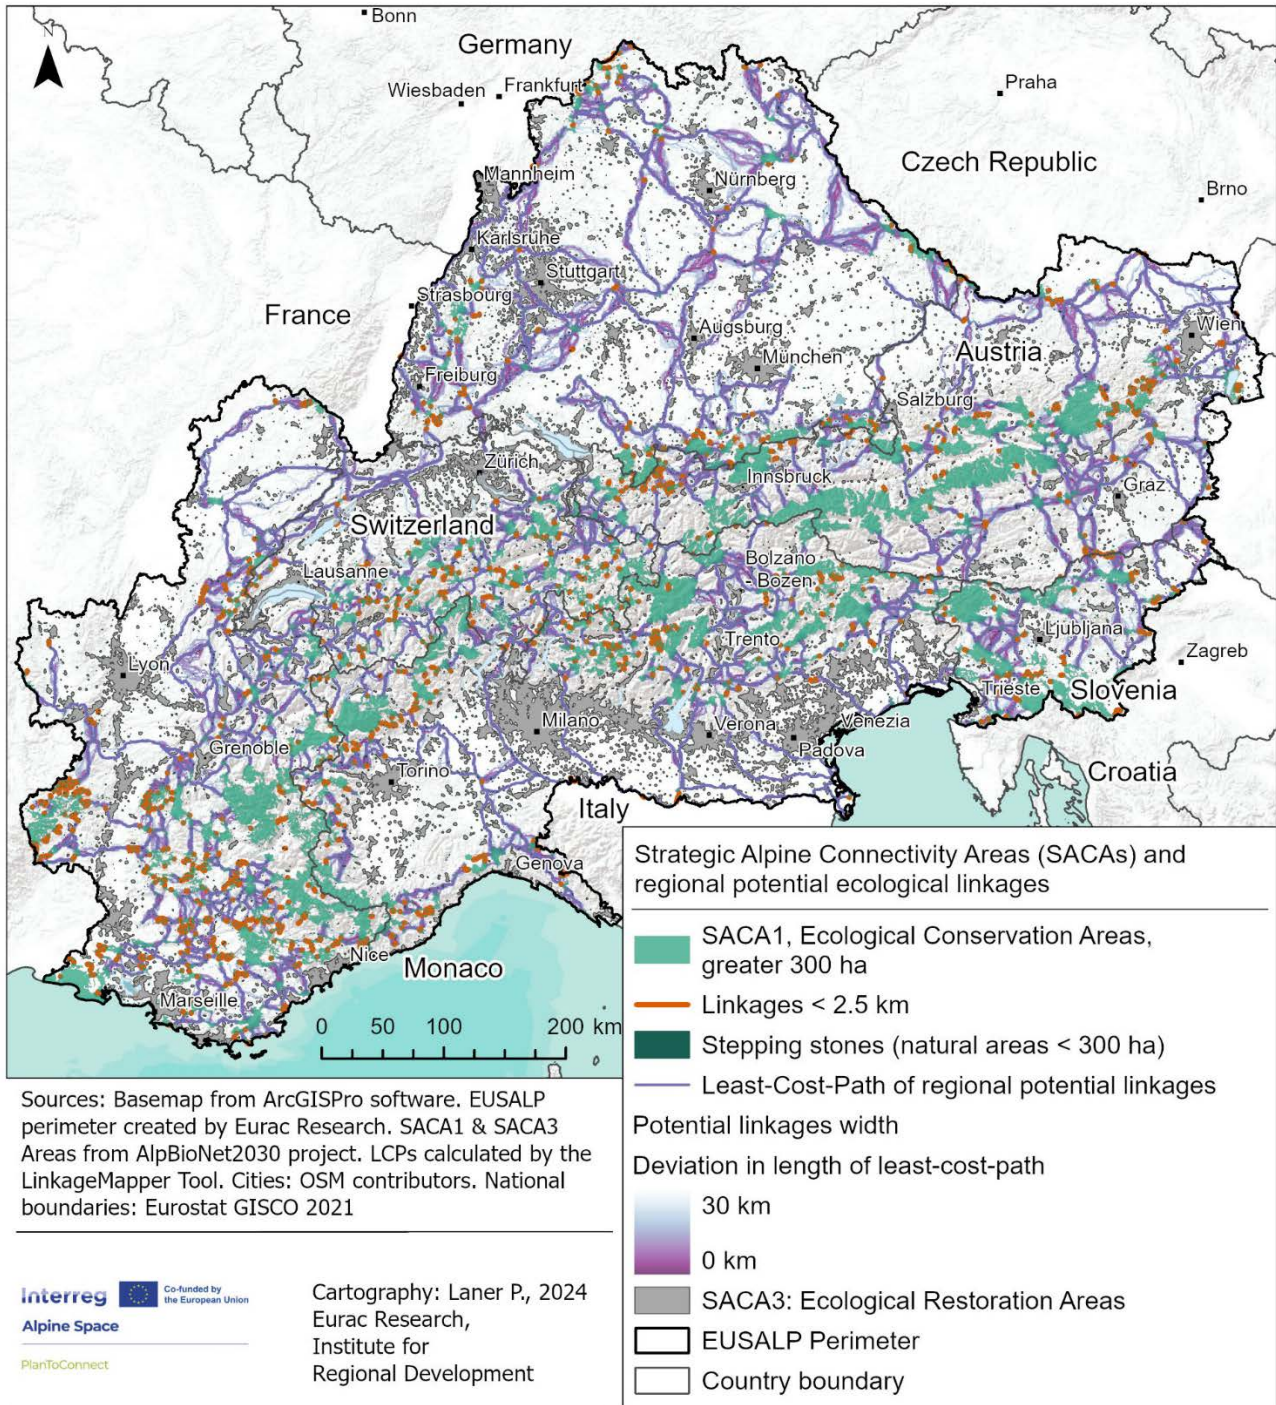 N
Bonn
Germany
Wiesbaden
Frankfurt
Praha
Czech Republic
Mannheim
Nürnberg
Brno
Karlsruhe
Stuttgart
Strasbourg
France
Augsburg
Wien
München
Austria
Freiburg
Salzburg
Zürich
Innsbruck
Graz
Switzerland
Bolzano
- Bozen
Lausanne
Trento
Ljubljana
Zagreb
Lyon
Trieste
Slovenia
Milano
Verona
Venezia
Padova
Grenoble
Torino
Croatia
Italy
Genova
Nice
Monaco
Marseille
0 50 100 200 km
Strategic Alpine Connectivity Areas (SACAs) and
regional potential ecological linkages
SACA1, Ecological Conservation Areas,
greater 300 ha
Linkages < 2.5 km
Stepping stones (natural areas < 300 ha)
Least-Cost-Path of regional potential linkages
Potential linkages width
Deviation in length of least-cost-path
30 km
0 km
SACA3: Ecological Restoration Areas
EUSALP Perimeter
Country boundary
Sources: Basemap from ArcGISPro software. EUSALP
perimeter created by Eurac Research. SACA1 & SACA3
Areas from AlpBioNet2030 project. LCPs calculated by the
LinkageMapper Tool. Cities: OSM contributors. National
boundaries: Eurostat GISCO 2021
Interreg
Co-funded by
the European Union
Alpine Space
PlanToConnect
Cartography: Laner P., 2024
Eurac Research,
Institute for
Regional Development